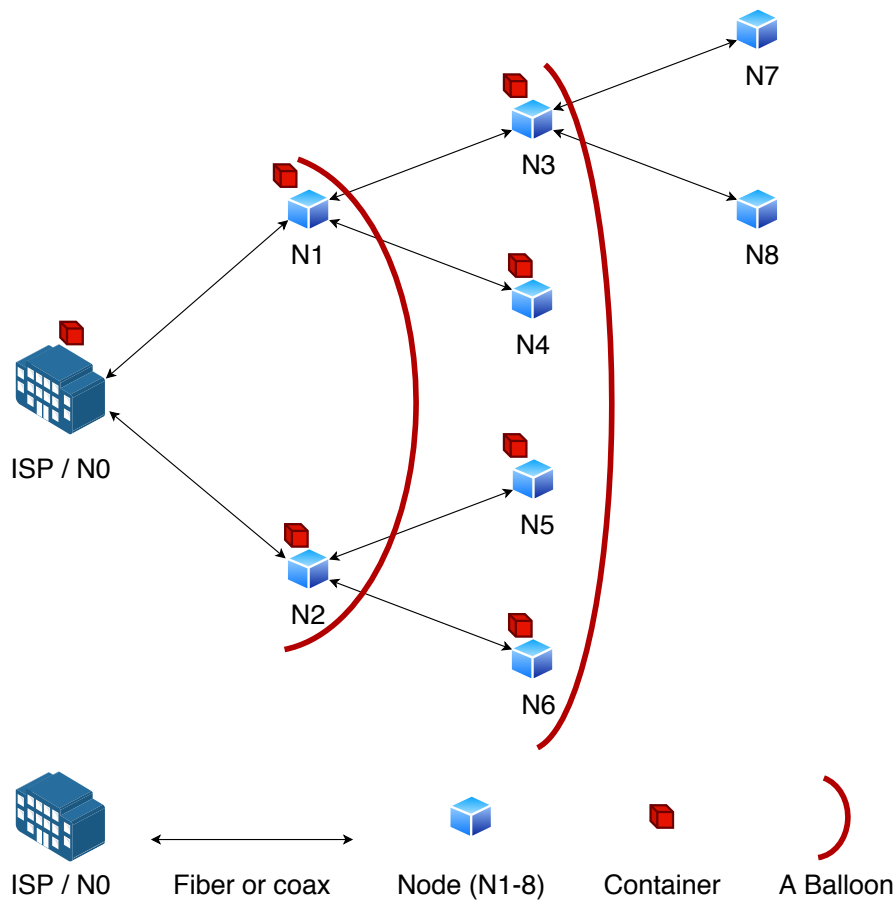 N7
N3
N1
N8
N4
ISP / N0
N5
N2
N6
ISP / N0
Fiber or coax
Node (N1-8)
Container
A Balloon